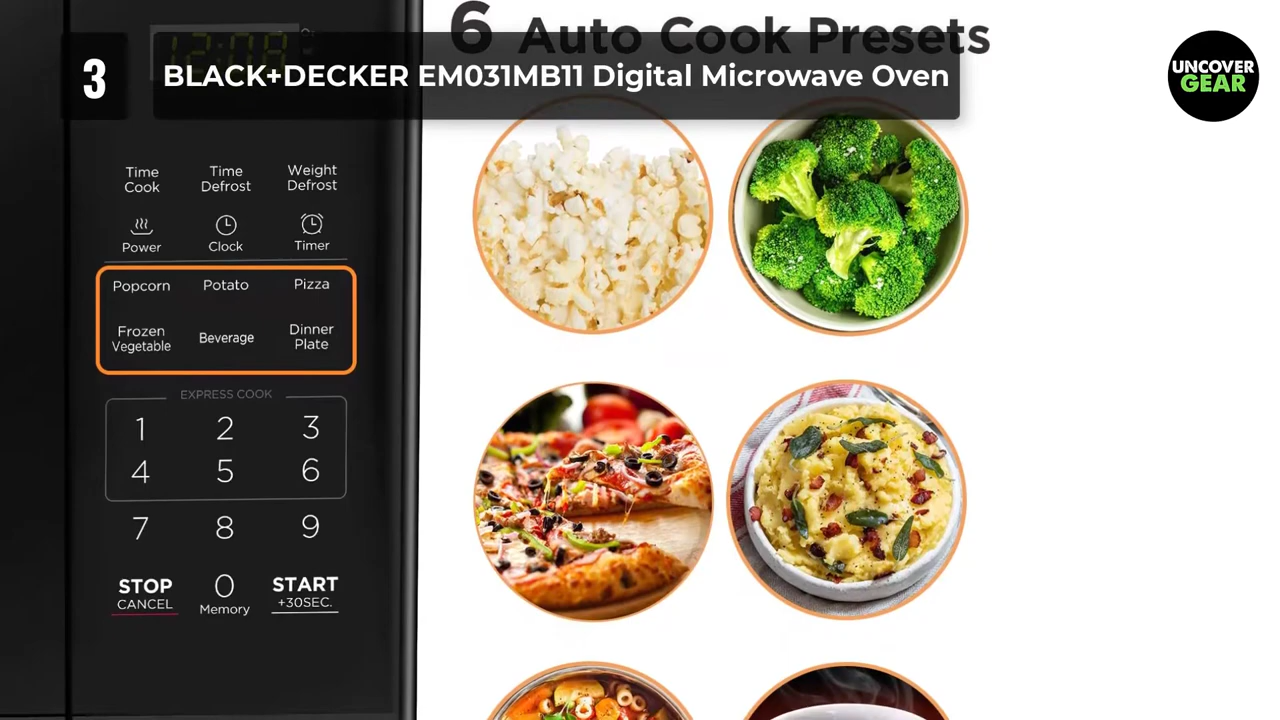 12:08
6 Auto Cook Presets
3
BLACK+DECKER EM031MB11 Digital Microwave Oven
UNCOVER
GEAR
Time
Cook
Time
Defrost
Weight
Defrost
Power
Clock
Timer
Popcorn
Potato
Pizza
Frozen
Vegetable
Beverage
Dinner
Plate
EXPRESS COOK
1 2 3
4 5 6
7 8 9
STOP
CANCEL
0
Memory
START
+30SEC.